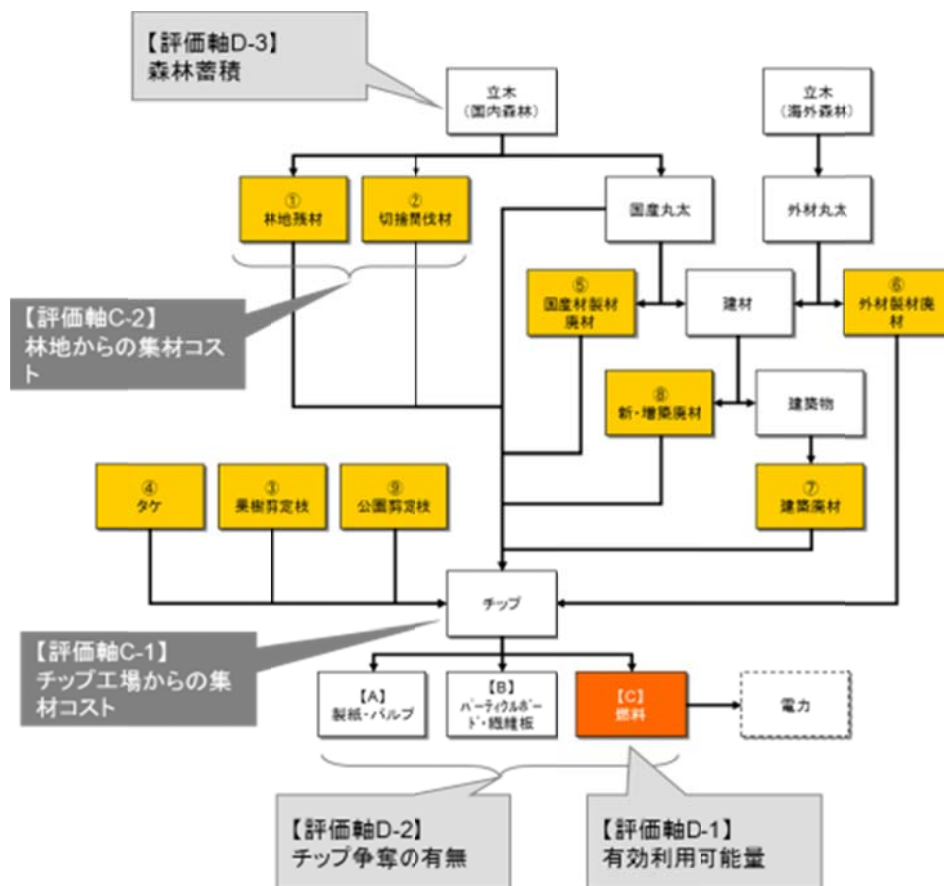 【評価軸D-3】
森林蓄積
立木
(国内森林)
立木
(海外森林)
①
林地残材
②
切捨間伐材
国産丸太
外材丸太
【評価軸C-2】
林地からの集材コス
ト
⑤
国産材製材
廃材
建材
⑥
外材製材廃
材
⑧
新・増築廃材
建築物
④
タケ
③
果樹剪定枝
⑨
公園剪定枝
⑦
建築廃材
チップ
【評価軸C-1】
チップ工場からの集
材コスト
【A】
製紙・パルプ
【B】
パーティクルボー
ド・繊維板
【C】
燃料
電力
【評価軸D-2】
チップ争奪の有無
【評価軸D-1】
有効利用可能量